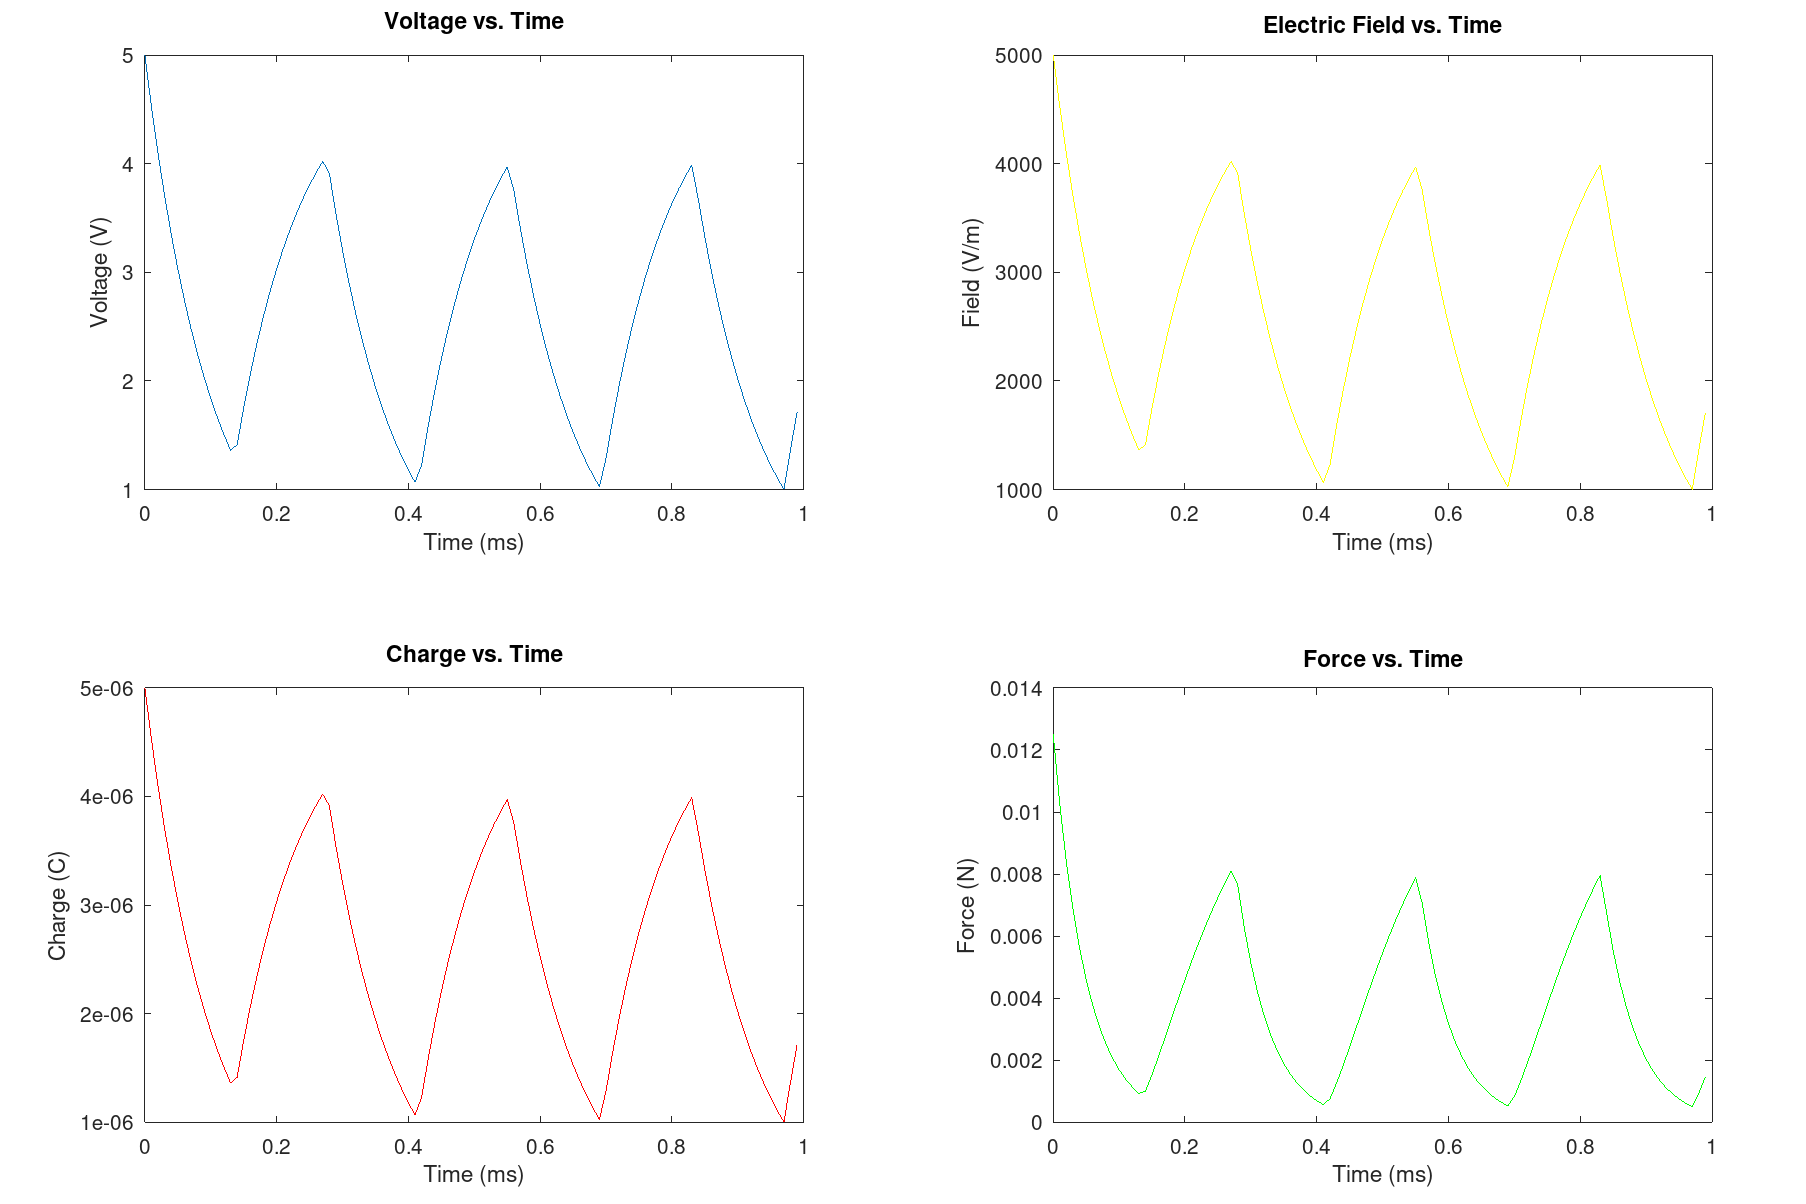 Voltage vs. Time
5
4
3
2
1
Voltage (V)
0 0.2 0.4 0.6 0.8 1
Time (ms)
Electric Field vs. Time
5000
4000
3000
2000
1000
Field (V/m)
0 0.2 0.4 0.6 0.8 1
Time (ms)
Charge vs. Time
5e-06
4e-06
3e-06
2e-06
1e-06
Charge (C)
0 0.2 0.4 0.6 0.8 1
Time (ms)
Force vs. Time
0.014
0.012
0.01
0.008
0.006
0.004
0.002
0
Force (N)
0 0.2 0.4 0.6 0.8 1
Time (ms)